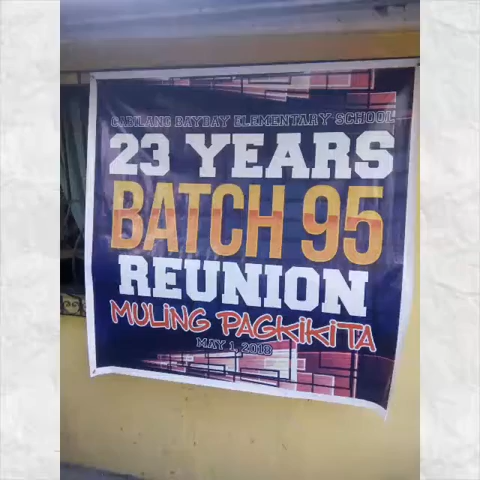 CABILANG BAYBAY ELEMENTARY SCHOOL
23 YEARS
BATCH 95
REUNION
MULING PAGKIKITA
MAY 1, 2018